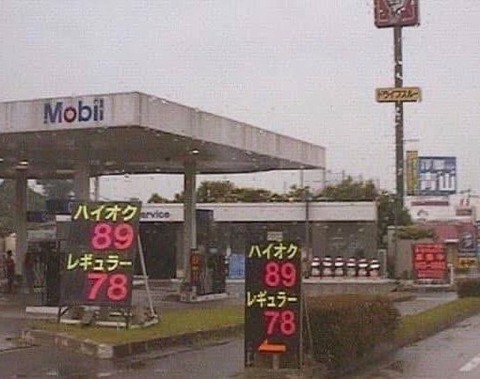 Mobil
ドライブスルー
service
ハイオク
89
レギュラー
78
ハイオク
89
レギュラー
78